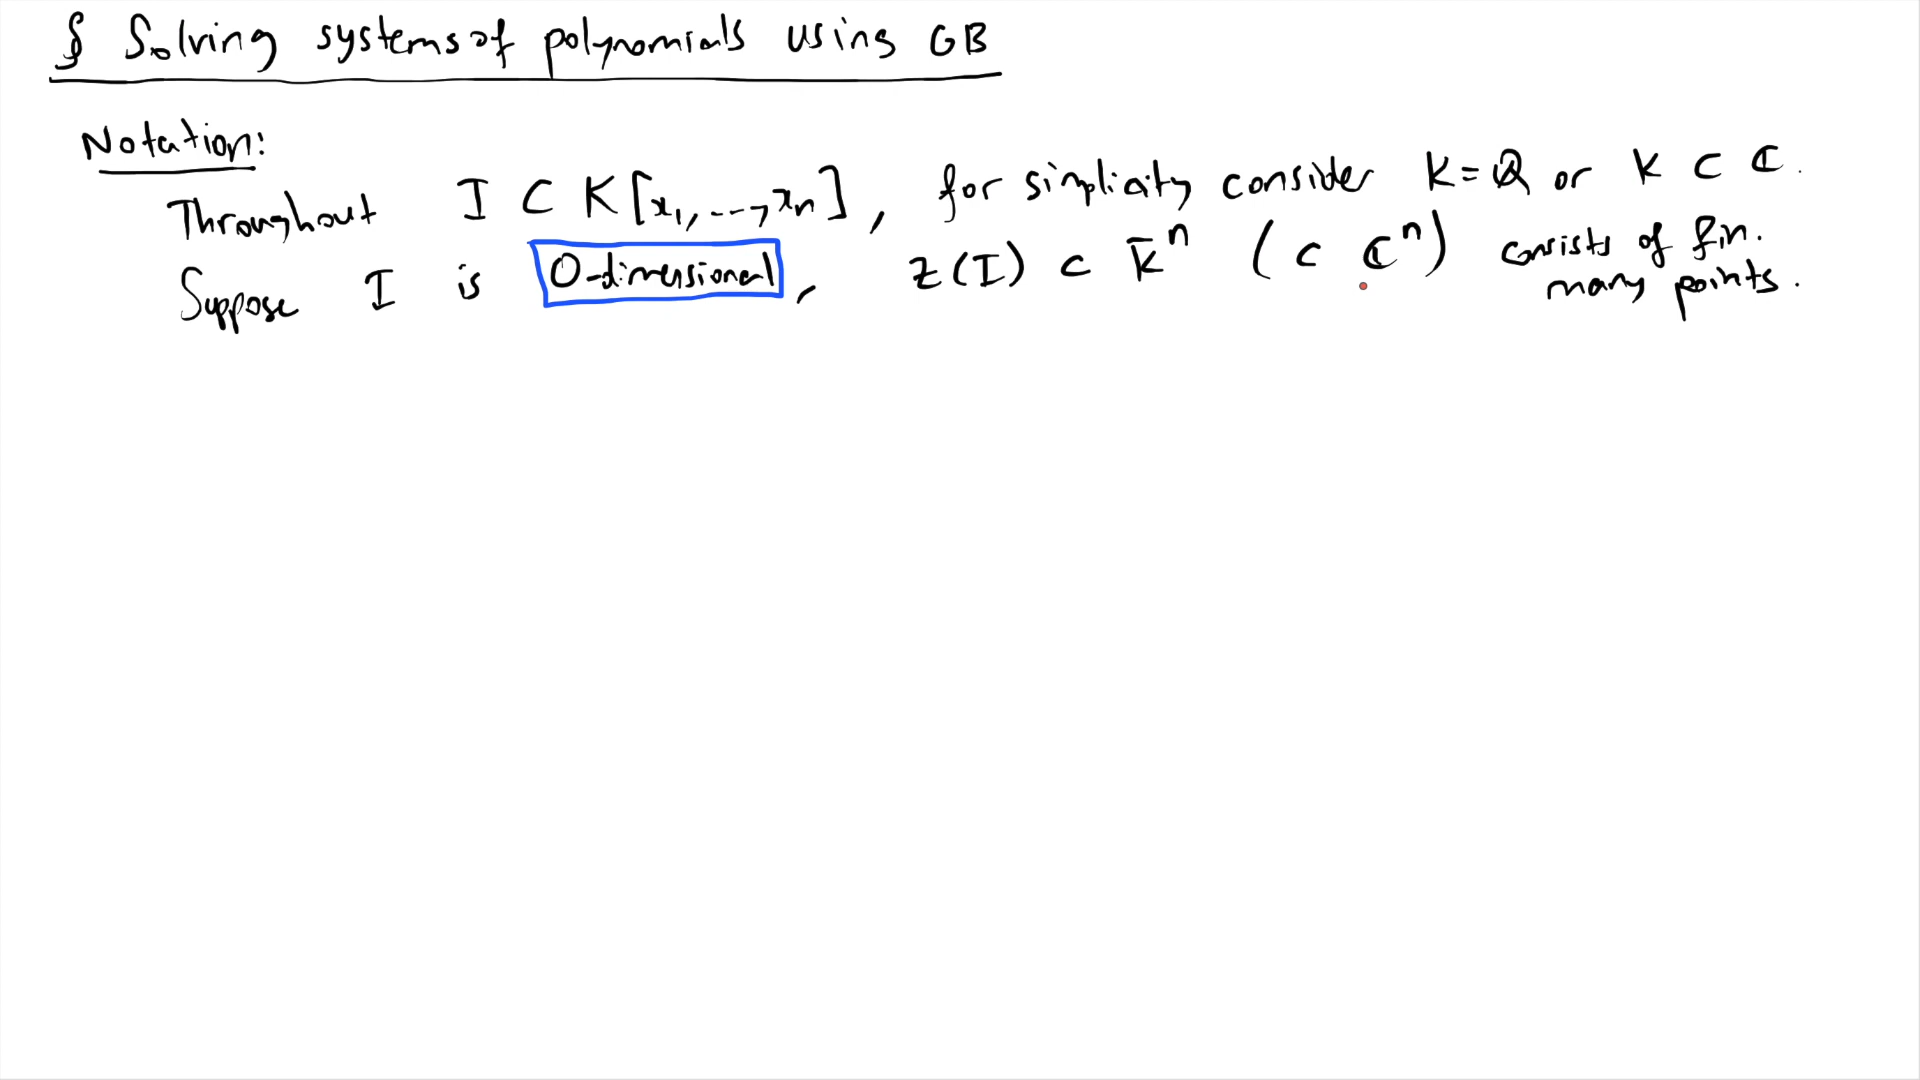 § Solving systems of polynomials using GB
Notation:
Throughout I ⊂ K[x₁, ..., xₙ], for simplicity consider K=ℚ or K ⊂ ℂ.
Suppose I is 0-dimensional, Z(I) ⊂ K̄ⁿ (⊂ ℂⁿ) consists of fin.
many points.